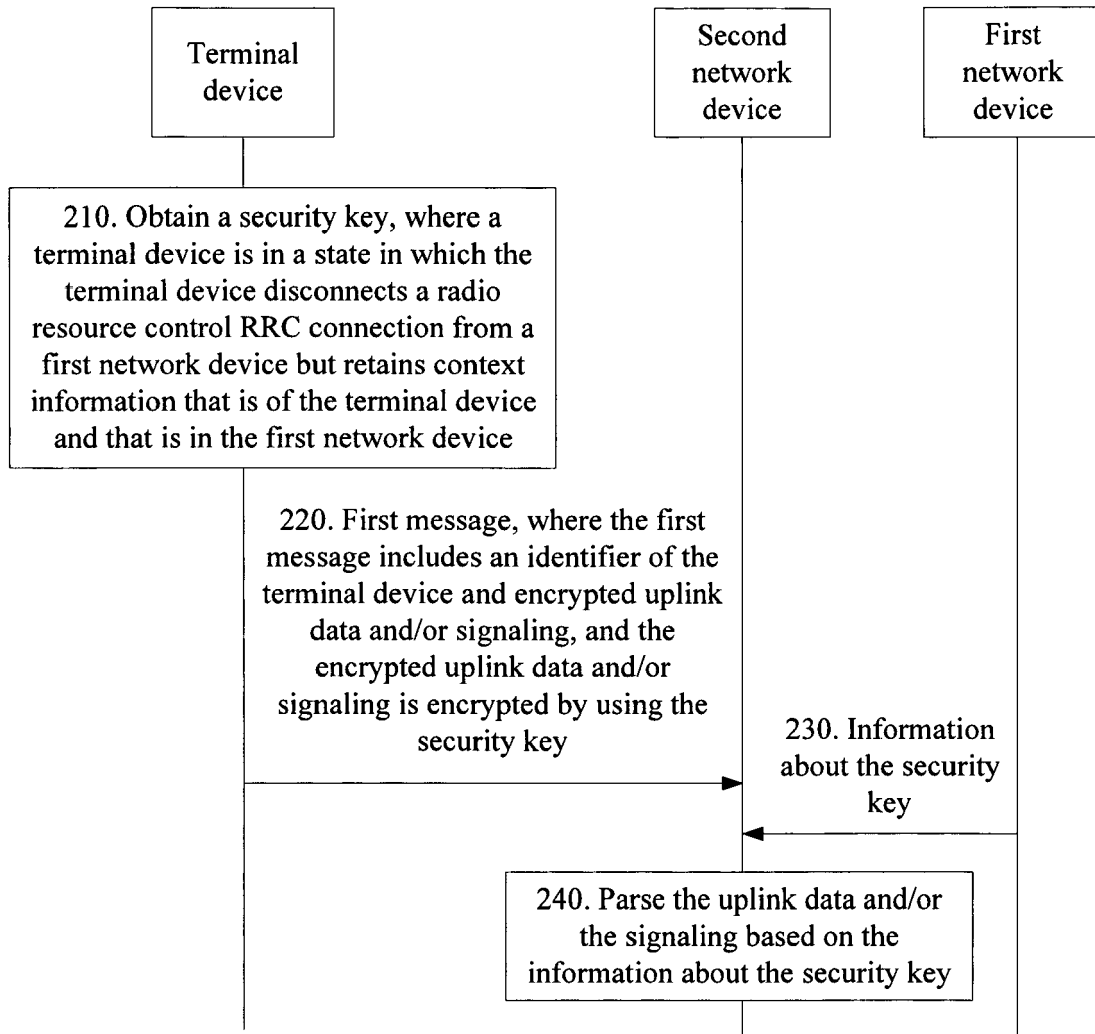 Terminal
device
Second
network
device
First
network
device
210. Obtain a security key, where a
terminal device is in a state in which the
terminal device disconnects a radio
resource control RRC connection from a
first network device but retains context
information that is of the terminal device
and that is in the first network device
220. First message, where the first
message includes an identifier of the
terminal device and encrypted uplink
data and/or signaling, and the
encrypted uplink data and/or
signaling is encrypted by using the
security key
230. Information
about the security
key
240. Parse the uplink data and/or
the signaling based on the
information about the security key